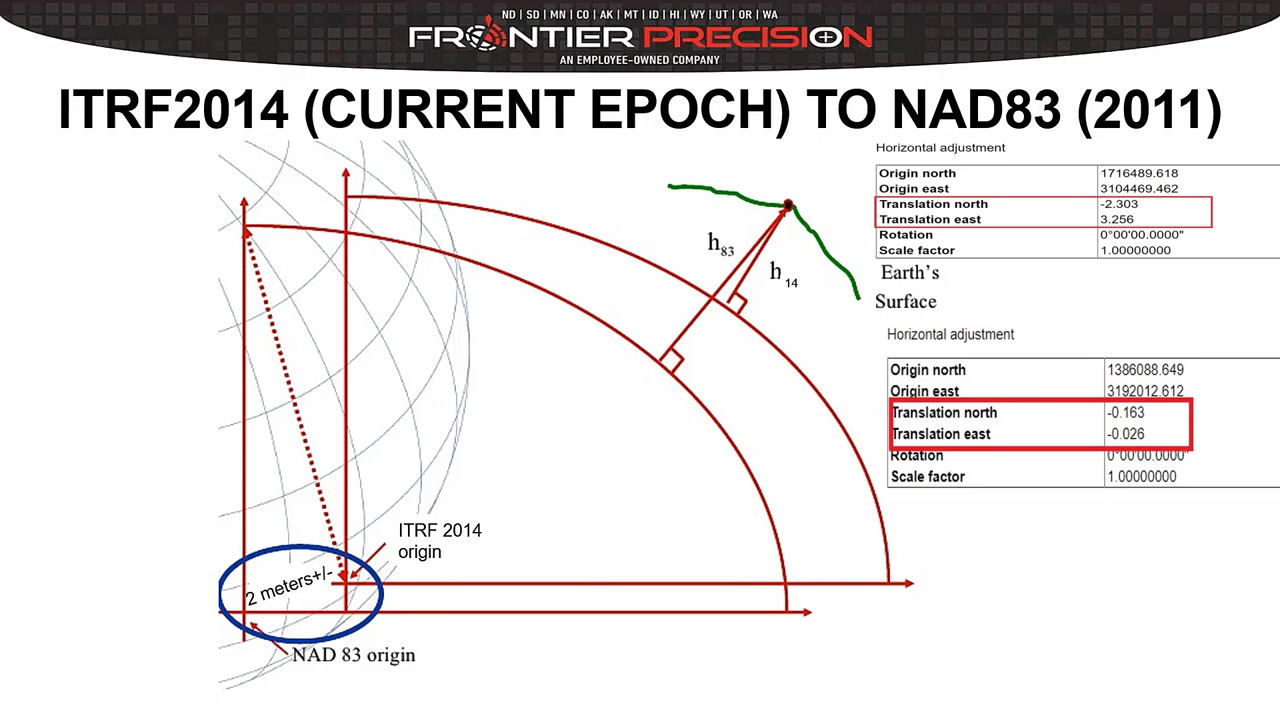 ND | SD | MN | CO | AK | MT | ID | HI | WY | UT | OR | WA
FRONTIER PRECISION
AN EMPLOYEE-OWNED COMPANY
ITRF2014 (CURRENT EPOCH) TO NAD83 (2011)
Horizontal adjustment
Origin north 1716489.618
Origin east 3104469.462
Translation north -2.303
Translation east 3.256
Rotation 0°00'00.0000"
Scale factor 1.00000000
h83
h14
Earth's
Surface
Horizontal adjustment
Origin north 1386088.649
Origin east 3192012.612
Translation north -0.163
Translation east -0.026
Rotation 0°00'00.0000"
Scale factor 1.00000000
ITRF 2014
origin
2 meters+/-
NAD 83 origin